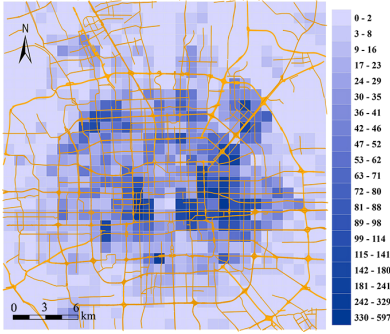 N
0 3 6
km
0 - 2
3 - 8
9 - 16
17 - 23
24 - 29
30 - 35
36 - 41
42 - 46
47 - 52
53 - 62
63 - 71
72 - 80
81 - 88
89 - 98
99 - 114
115 - 141
142 - 180
181 - 241
242 - 329
330 - 597